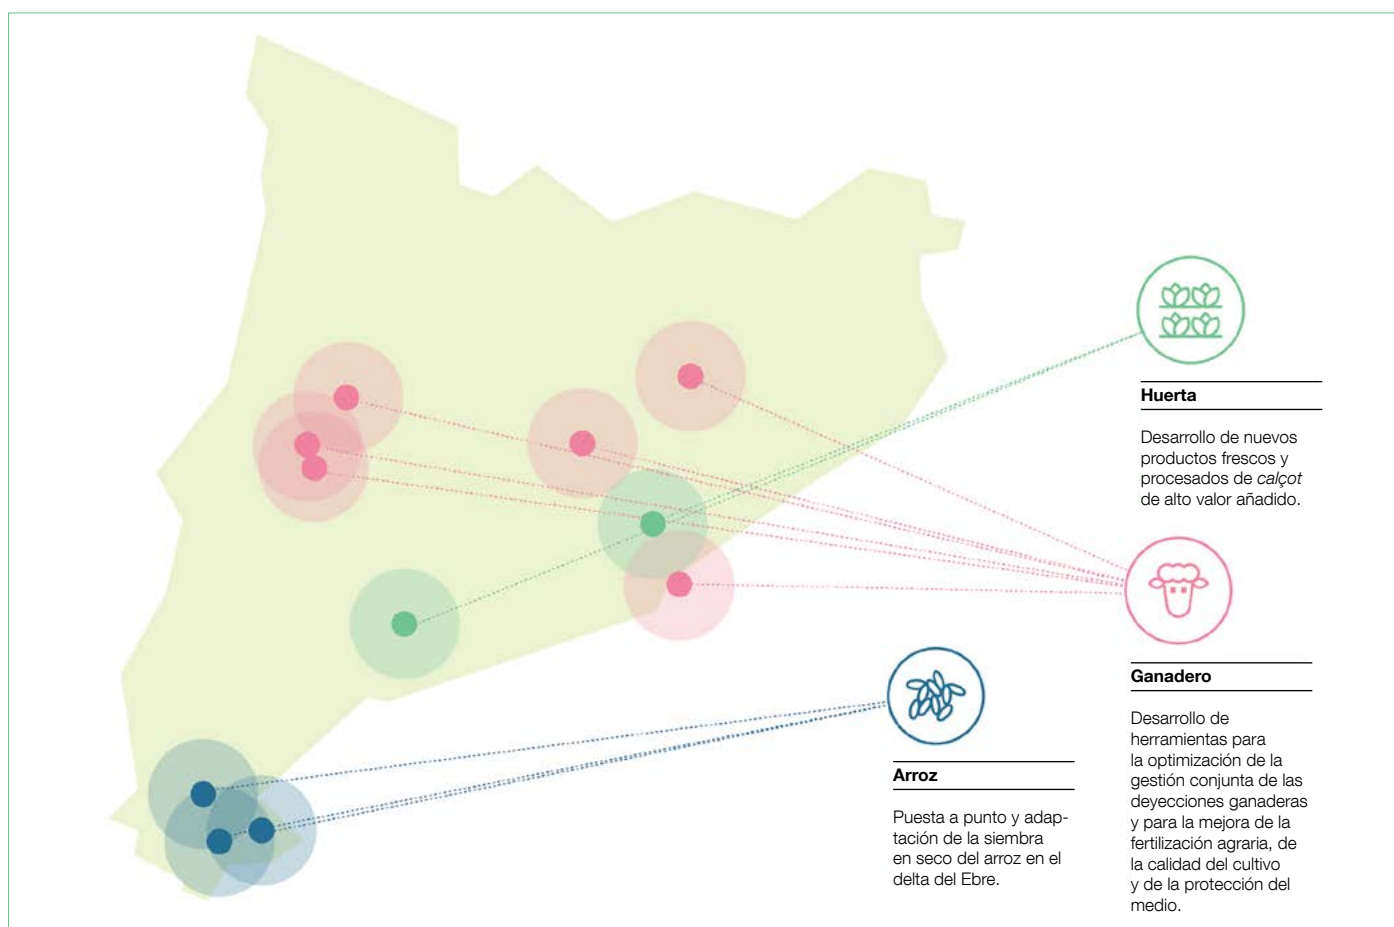 Huerta
Desarrollo de nuevos
productos frescos y
procesados de calçot
de alto valor añadido.
Ganadero
Desarrollo de
herramientas para
la optimización de la
gestión conjunta de las
deyecciones ganaderas
y para la mejora de la
fertilización agraria, de
la calidad del cultivo
y de la protección del
medio.
Arroz
Puesta a punto y adap-
tación de la siembra
en seco del arroz en el
delta del Ebre.